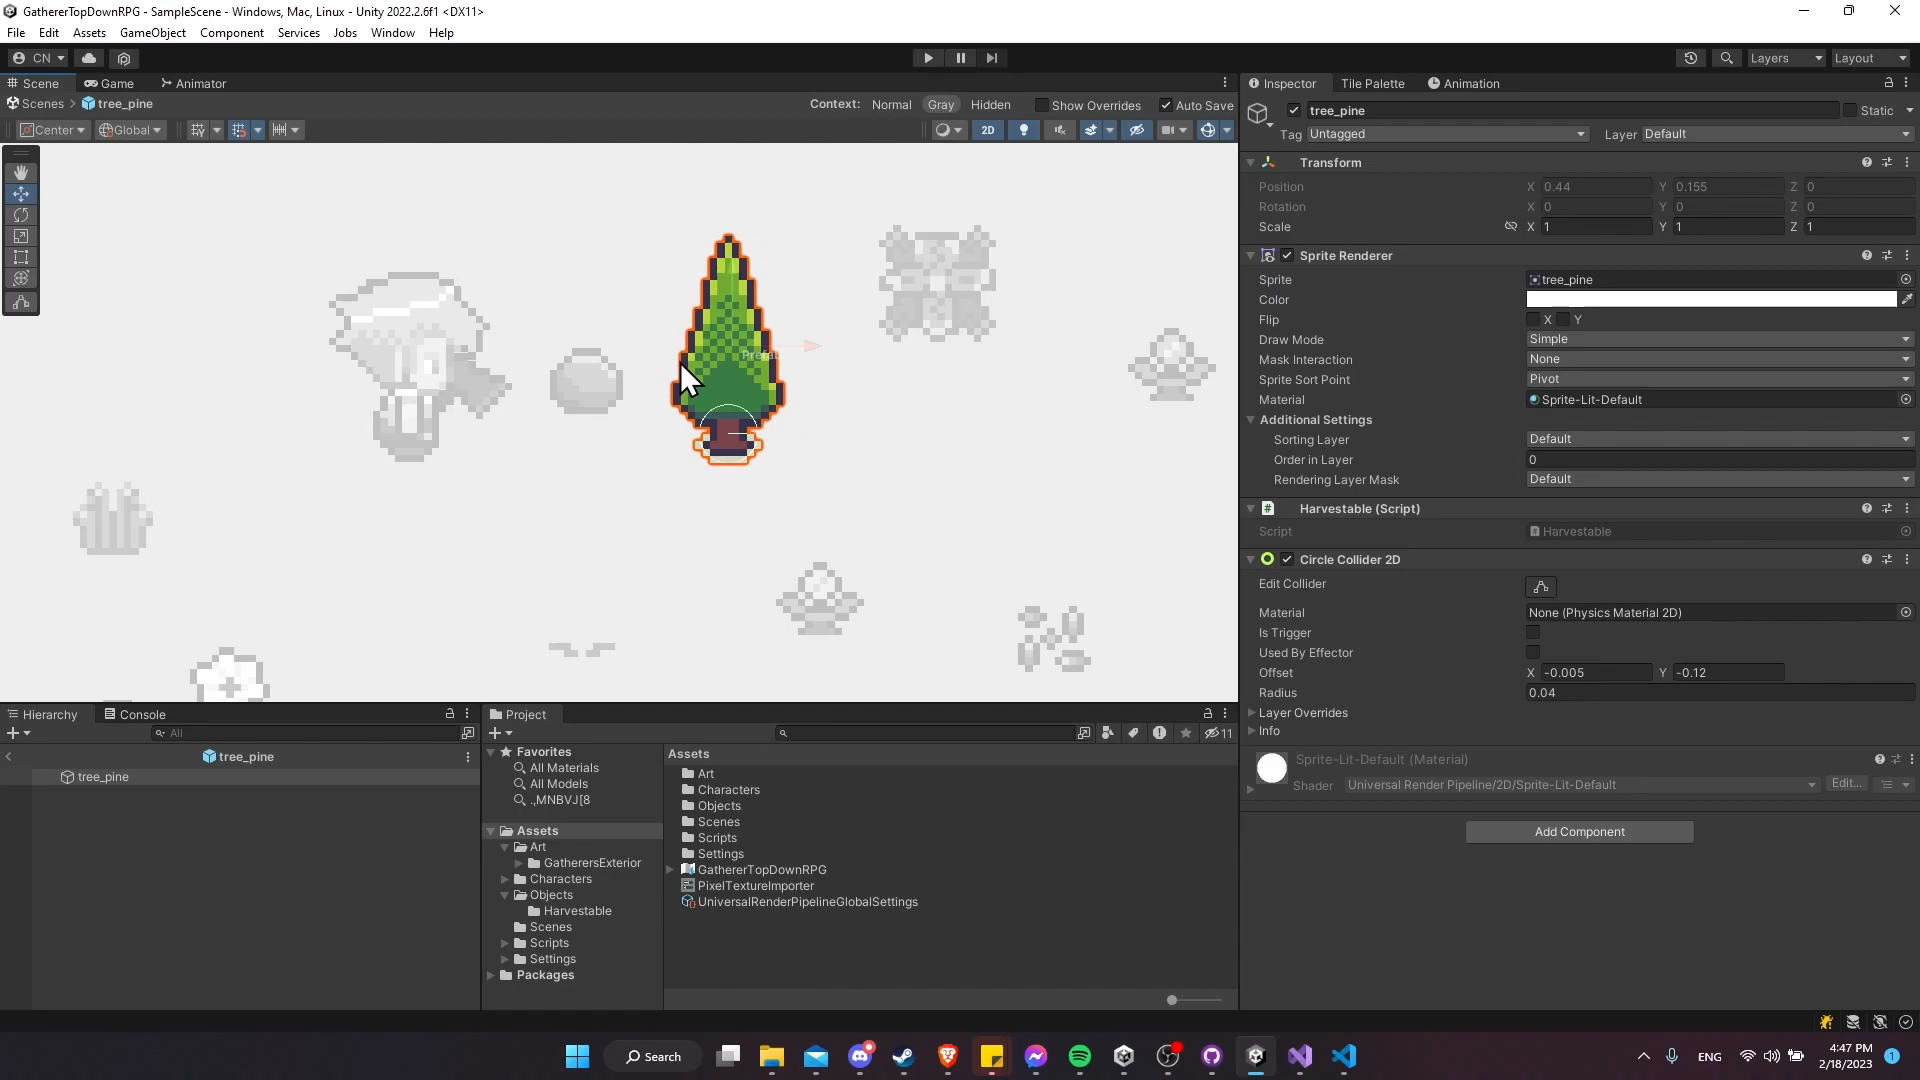 GathererTopDownRPG - SampleScene - Windows, Mac, Linux - Unity 2022.2.6f1 <DX11>
File Edit Assets GameObject Component Services Jobs Window Help
CN Layers Layout
Scene Game Animator
Scenes > tree_pine Context: Normal Gray Hidden Show Overrides Auto Save
Center Global 2D
Inspector Tile Palette Animation
tree_pine Static
Tag Untagged Layer Default
Transform
Position X 0.44 Y 0.155 Z 0
Rotation X 0 Y 0 Z 0
Scale X 1 Y 1 Z 1
Sprite Renderer
Sprite tree_pine
Color
Flip X Y
Draw Mode Simple
Mask Interaction None
Sprite Sort Point Pivot
Material Sprite-Lit-Default
Additional Settings
Sorting Layer Default
Order in Layer 0
Rendering Layer Mask Default
Harvestable (Script)
Script Harvestable
Circle Collider 2D
Edit Collider
Material None (Physics Material 2D)
Is Trigger
Used By Effector
Offset X -0.005 Y -0.12
Radius 0.04
Layer Overrides
Info
Sprite-Lit-Default (Material)
Shader Universal Render Pipeline/2D/Sprite-Lit-Default Edit...
Add Component
Hierarchy Console
All
tree_pine
tree_pine
Project
11
Favorites
All Materials
All Models
.,MNBVJ[8
Assets
Art
GatherersExterior
Characters
Objects
Harvestable
Scenes
Scripts
Settings
Packages
Assets
Art
Characters
Objects
Scenes
Scripts
Settings
GathererTopDownRPG
PixelTextureImporter
UniversalRenderPipelineGlobalSettings
Search
ENG
4:47 PM
2/18/2023
1